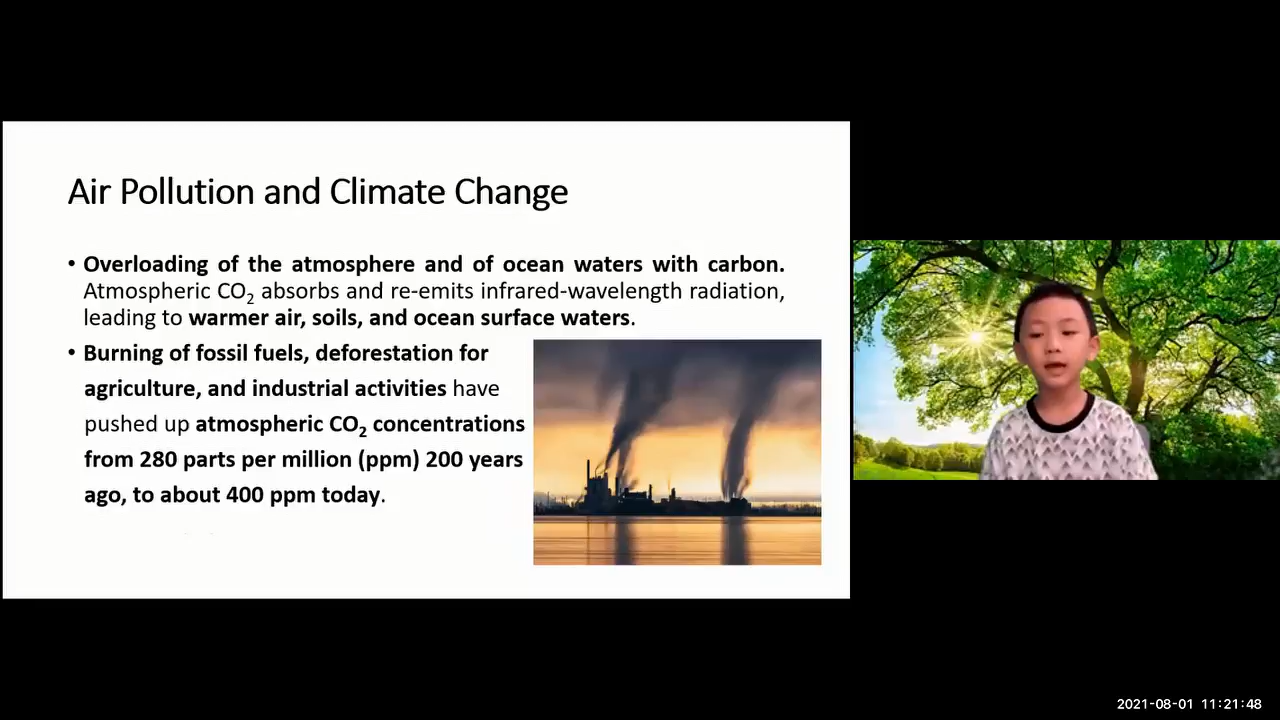 Air Pollution and Climate Change
• Overloading of the atmosphere and of ocean waters with carbon.
Atmospheric CO₂ absorbs and re-emits infrared-wavelength radiation,
leading to warmer air, soils, and ocean surface waters.
• Burning of fossil fuels, deforestation for
agriculture, and industrial activities have
pushed up atmospheric CO₂ concentrations
from 280 parts per million (ppm) 200 years
ago, to about 400 ppm today.
2021-08-01 11:21:48